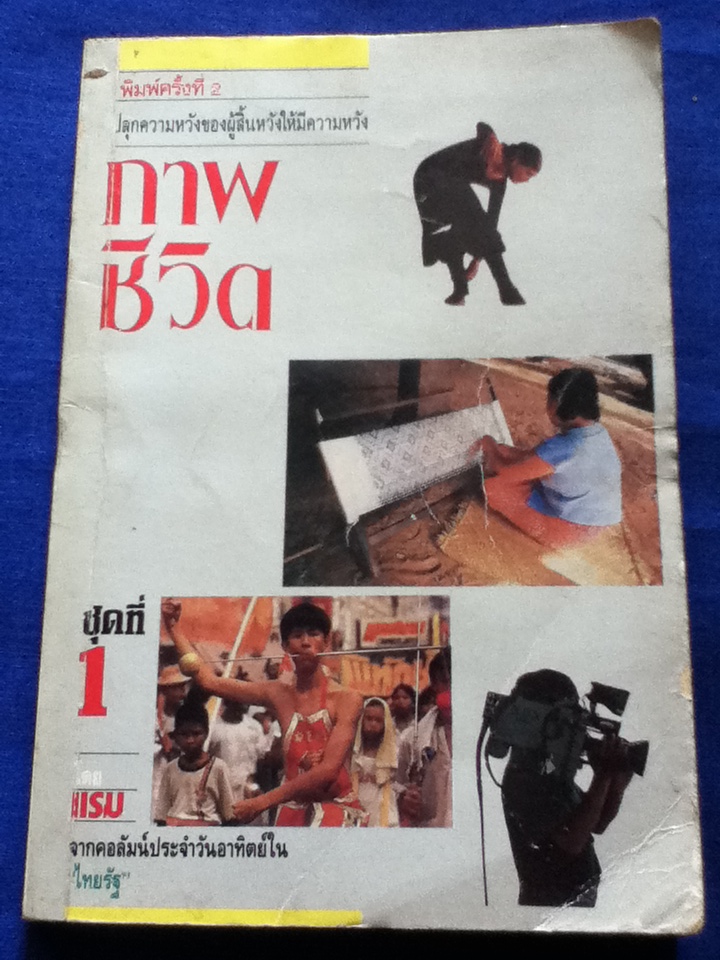 พิมพ์ครั้งที่ 2
ปลุกความหวังของผู้สิ้นหวังให้มีความหวัง
ภาพ
ชีวิต
ชุดที่
1
โดย
จากคอลัมน์ประจำวันอาทิตย์ใน
ไทยรัฐ"